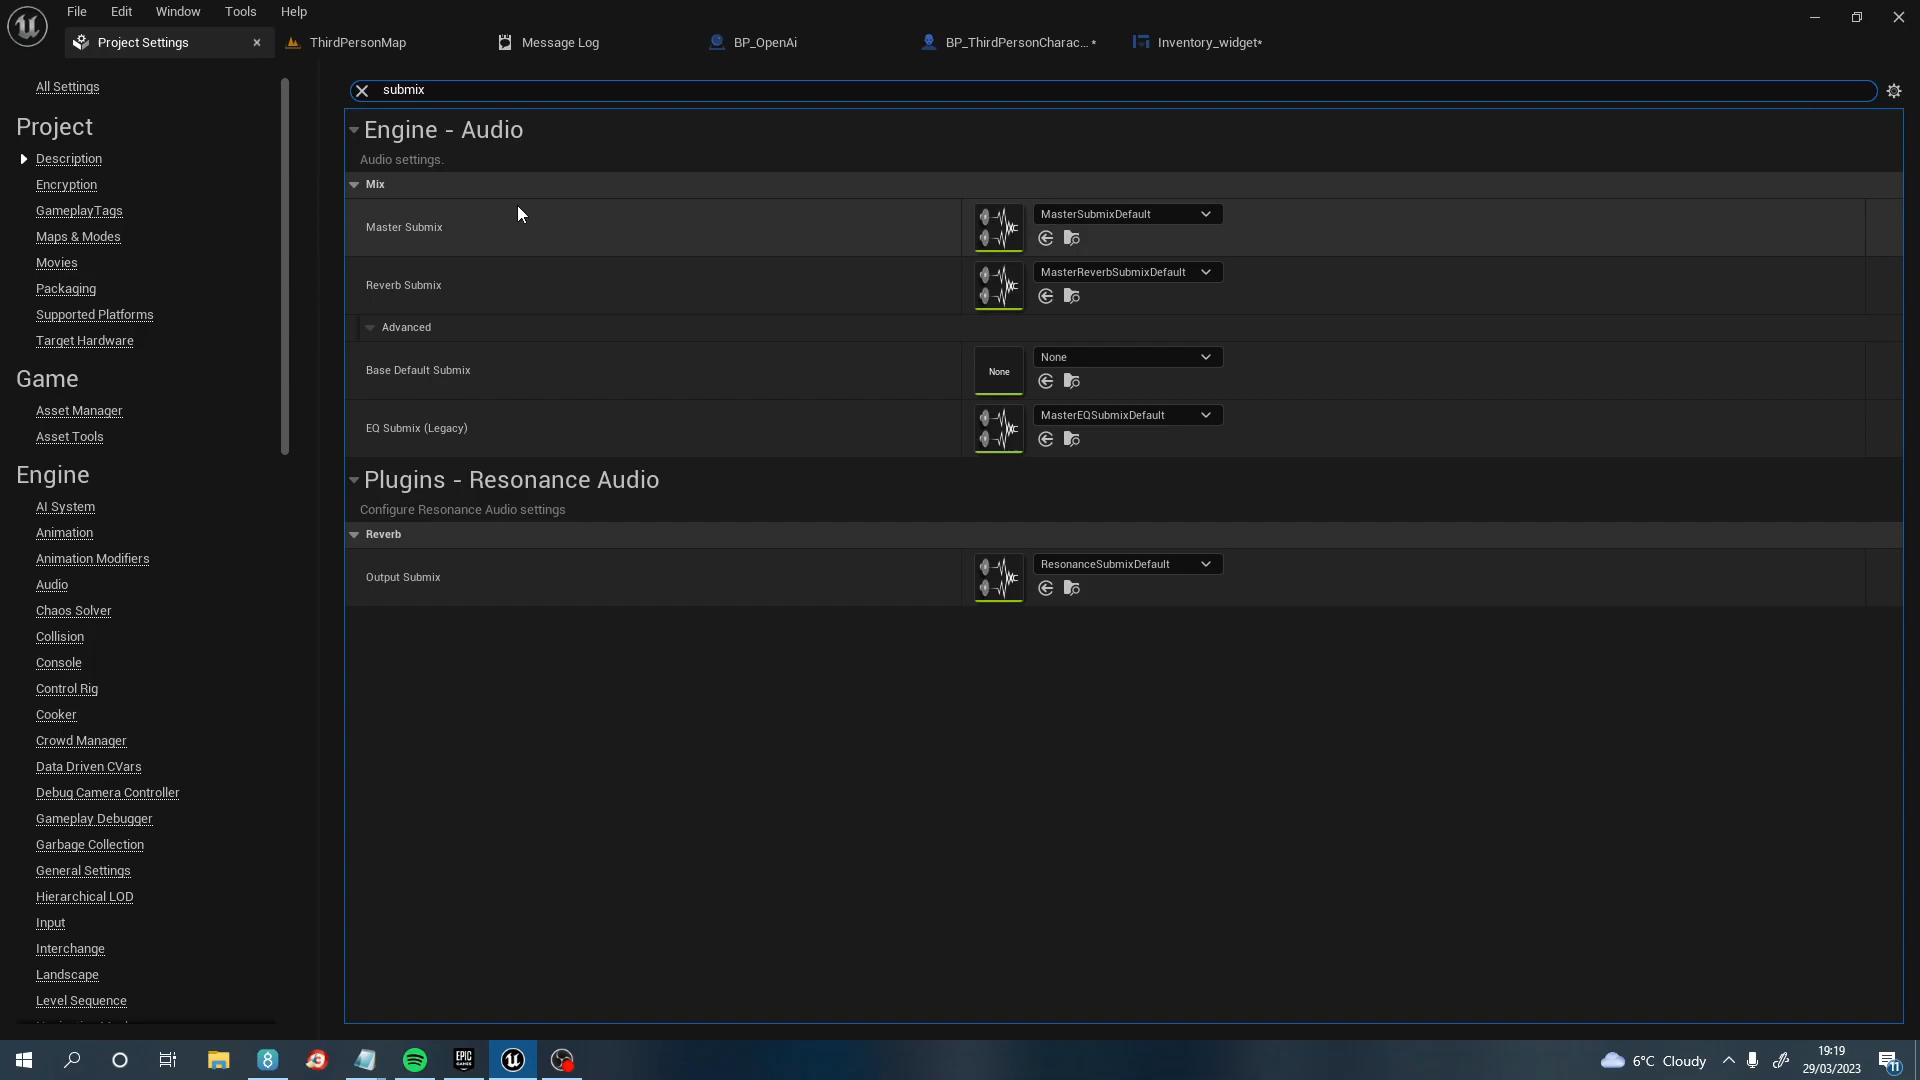 File Edit Window Tools Help
Project Settings
ThirdPersonMap
Message Log
BP_OpenAi
BP_ThirdPersonCharac... *
Inventory_widget*
All Settings
Project
Description
Encryption
GameplayTags
Maps & Modes
Movies
Packaging
Supported Platforms
Target Hardware
Game
Asset Manager
Asset Tools
Engine
AI System
Animation
Animation Modifiers
Audio
Chaos Solver
Collision
Console
Control Rig
Cooker
Crowd Manager
Data Driven CVars
Debug Camera Controller
Gameplay Debugger
Garbage Collection
General Settings
Hierarchical LOD
Input
Interchange
Landscape
Level Sequence
submix
Engine - Audio
Audio settings.
Mix
Master Submix
MasterSubmixDefault
Reverb Submix
MasterReverbSubmixDefault
Advanced
Base Default Submix
None
None
EQ Submix (Legacy)
MasterEQSubmixDefault
Plugins - Resonance Audio
Configure Resonance Audio settings
Reverb
Output Submix
ResonanceSubmixDefault
EPIC
GAMES
6°C Cloudy
19:19
29/03/2023
11